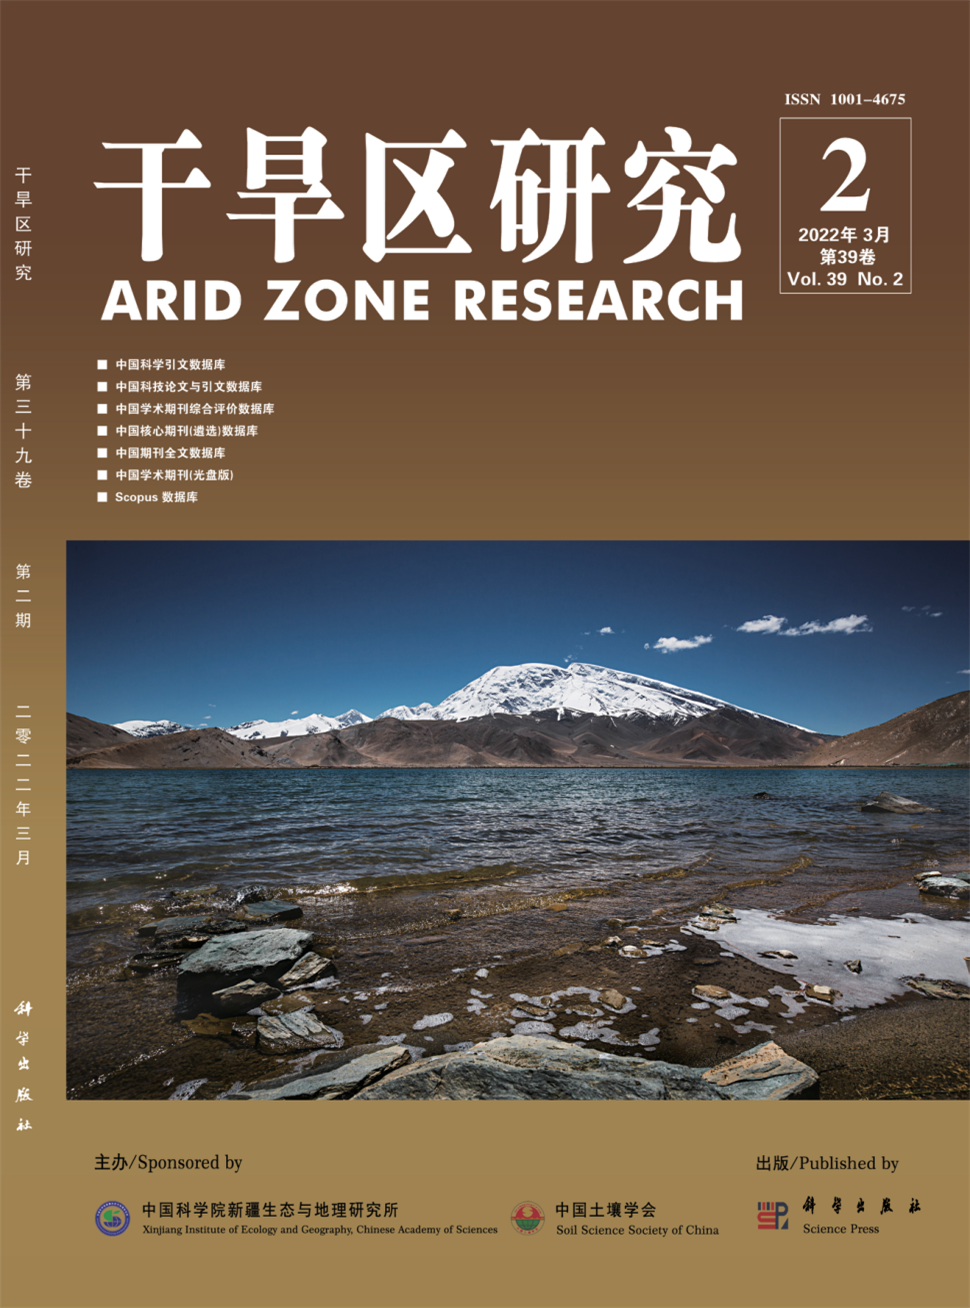 ISSN 1001-4675
干旱区研究
ARID ZONE RESEARCH
2
2022年 3月
第39卷
Vol. 39 No. 2
中国科学引文数据库
中国科技论文与引文数据库
中国学术期刊综合评价数据库
中国核心期刊(遴选)数据库
中国期刊全文数据库
中国学术期刊(光盘版)
Scopus 数据库
干旱区研究
第三十九卷
第二期
二零二二年三月
科学出版社
主办/Sponsored by
中国科学院新疆生态与地理研究所
Xinjiang Institute of Ecology and Geography, Chinese Academy of Sciences
中国土壤学会
Soil Science Society of China
出版/Published by
科学出版社
Science Press